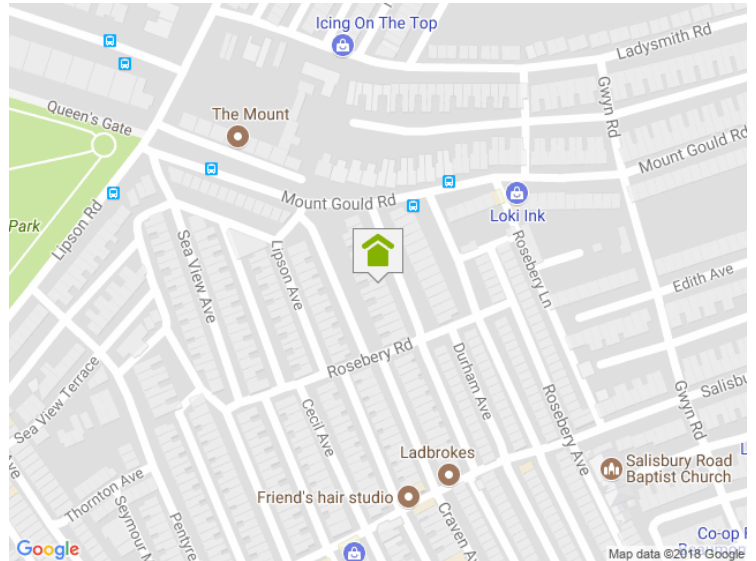 Icing On The Top
Ladysmith Rd
Queen's Gate
The Mount
Gwyn Rd
Mount Gould Rd
Mount Gould Rd
Loki Ink
Park
Lipson Rd
Sea View Ave
Lipson Ave
Rosebery Ln
Edith Ave
Rosebery Rd
Durham Ave
Sea View Terrace
Cecil Ave
Rosebery Ave
Gwyn Rd
Salisbu
Ladbrokes
Salisbury Road
Baptist Church
Friend's hair studio
Thornton Ave
Ave
Seymour
Pentyre
Craven Av
Co-op F
Google
Map data ©2018 Google